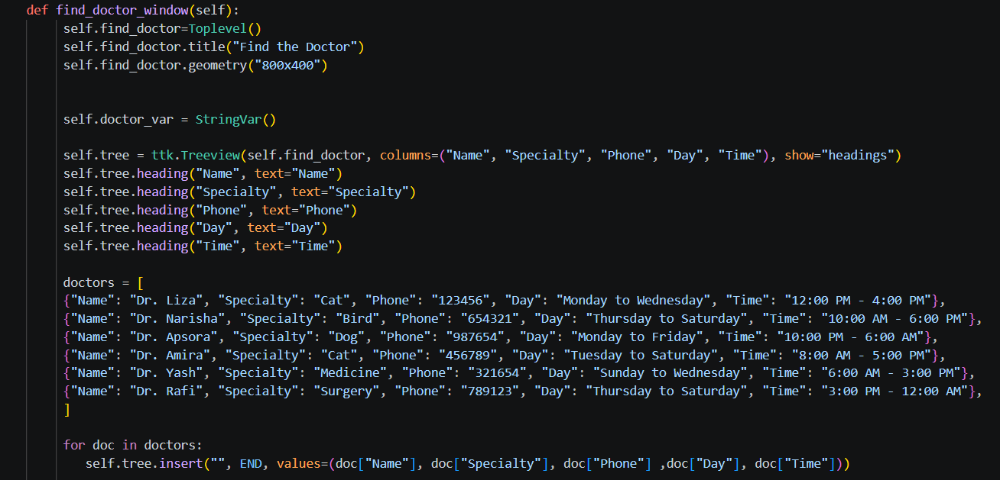 def find_doctor_window(self):
self.find_doctor=Toplevel()
self.find_doctor.title("Find the Doctor")
self.find_doctor.geometry("800x400")
self.doctor_var = StringVar()
self.tree = ttk.Treeview(self.find_doctor, columns=("Name", "Specialty", "Phone", "Day", "Time"), show="headings")
self.tree.heading("Name", text="Name")
self.tree.heading("Specialty", text="Specialty")
self.tree.heading("Phone", text="Phone")
self.tree.heading("Day", text="Day")
self.tree.heading("Time", text="Time")
doctors = [
{"Name": "Dr. Liza", "Specialty": "Cat", "Phone": "123456", "Day": "Monday to Wednesday", "Time": "12:00 PM - 4:00 PM"},
{"Name": "Dr. Narisha", "Specialty": "Bird", "Phone": "654321", "Day": "Thursday to Saturday", "Time": "10:00 AM - 6:00 PM"},
{"Name": "Dr. Apsora", "Specialty": "Dog", "Phone": "987654", "Day": "Monday to Friday", "Time": "10:00 PM - 6:00 AM"},
{"Name": "Dr. Amira", "Specialty": "Cat", "Phone": "456789", "Day": "Tuesday to Saturday", "Time": "8:00 AM - 5:00 PM"},
{"Name": "Dr. Yash", "Specialty": "Medicine", "Phone": "321654", "Day": "Sunday to Wednesday", "Time": "6:00 AM - 3:00 PM"},
{"Name": "Dr. Rafi", "Specialty": "Surgery", "Phone": "789123", "Day": "Thursday to Saturday", "Time": "3:00 PM - 12:00 AM"},
]
for doc in doctors:
self.tree.insert("", END, values=(doc["Name"], doc["Specialty"], doc["Phone"] ,doc["Day"], doc["Time"]))